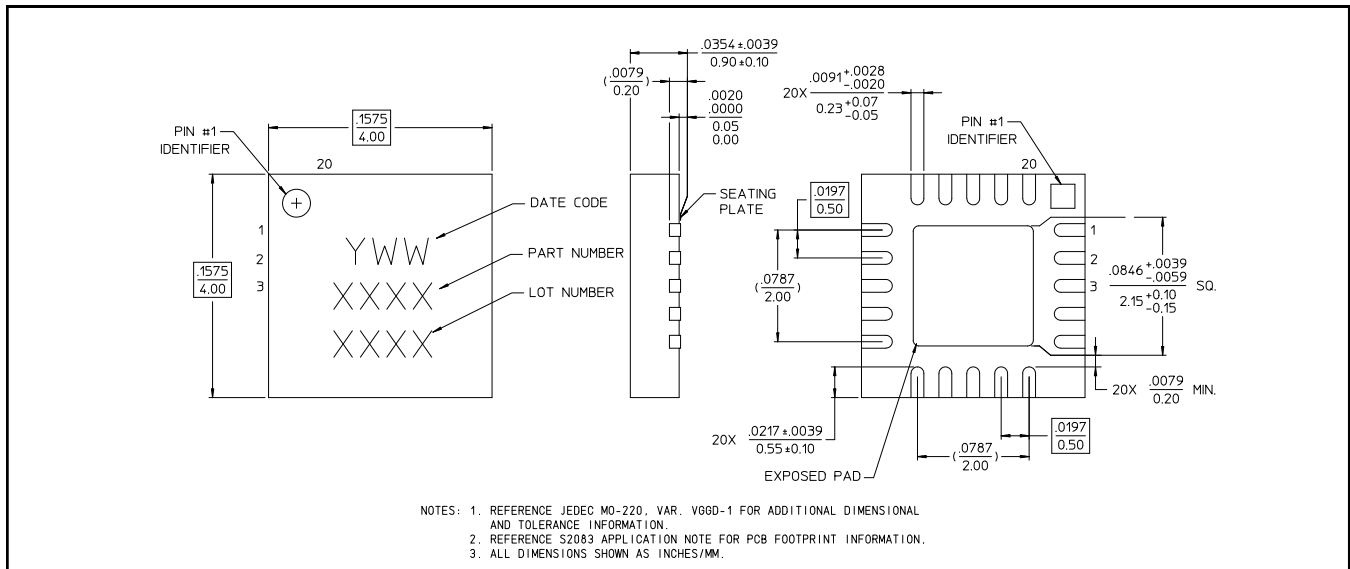 PIN #1
IDENTIFIER
.1575
4.00
20
.1575
4.00
1
2
3
YWW
XXXX
XXXX
DATE CODE
PART NUMBER
LOT NUMBER
.0354±.0039
0.90±0.10
(.0079
0.20)
.0020
.0000
0.05
0.00
SEATING
PLATE
20X .0091 +.0028
-.0020
0.23 +0.07
-0.05
PIN #1
IDENTIFIER
20
.0197
0.50
(.0787
2.00)
1
2
3
.0846 +.0039
-.0059 SQ.
2.15 +0.10
-0.15
20X .0079 MIN.
0.20
20X .0217±.0039
0.55±0.10
(.0787
2.00)
.0197
0.50
EXPOSED PAD
NOTES: 1. REFERENCE JEDEC MO-220, VAR. VGGD-1 FOR ADDITIONAL DIMENSIONAL
AND TOLERANCE INFORMATION.
2. REFERENCE S2083 APPLICATION NOTE FOR PCB FOOTPRINT INFORMATION.
3. ALL DIMENSIONS SHOWN AS INCHES/MM.